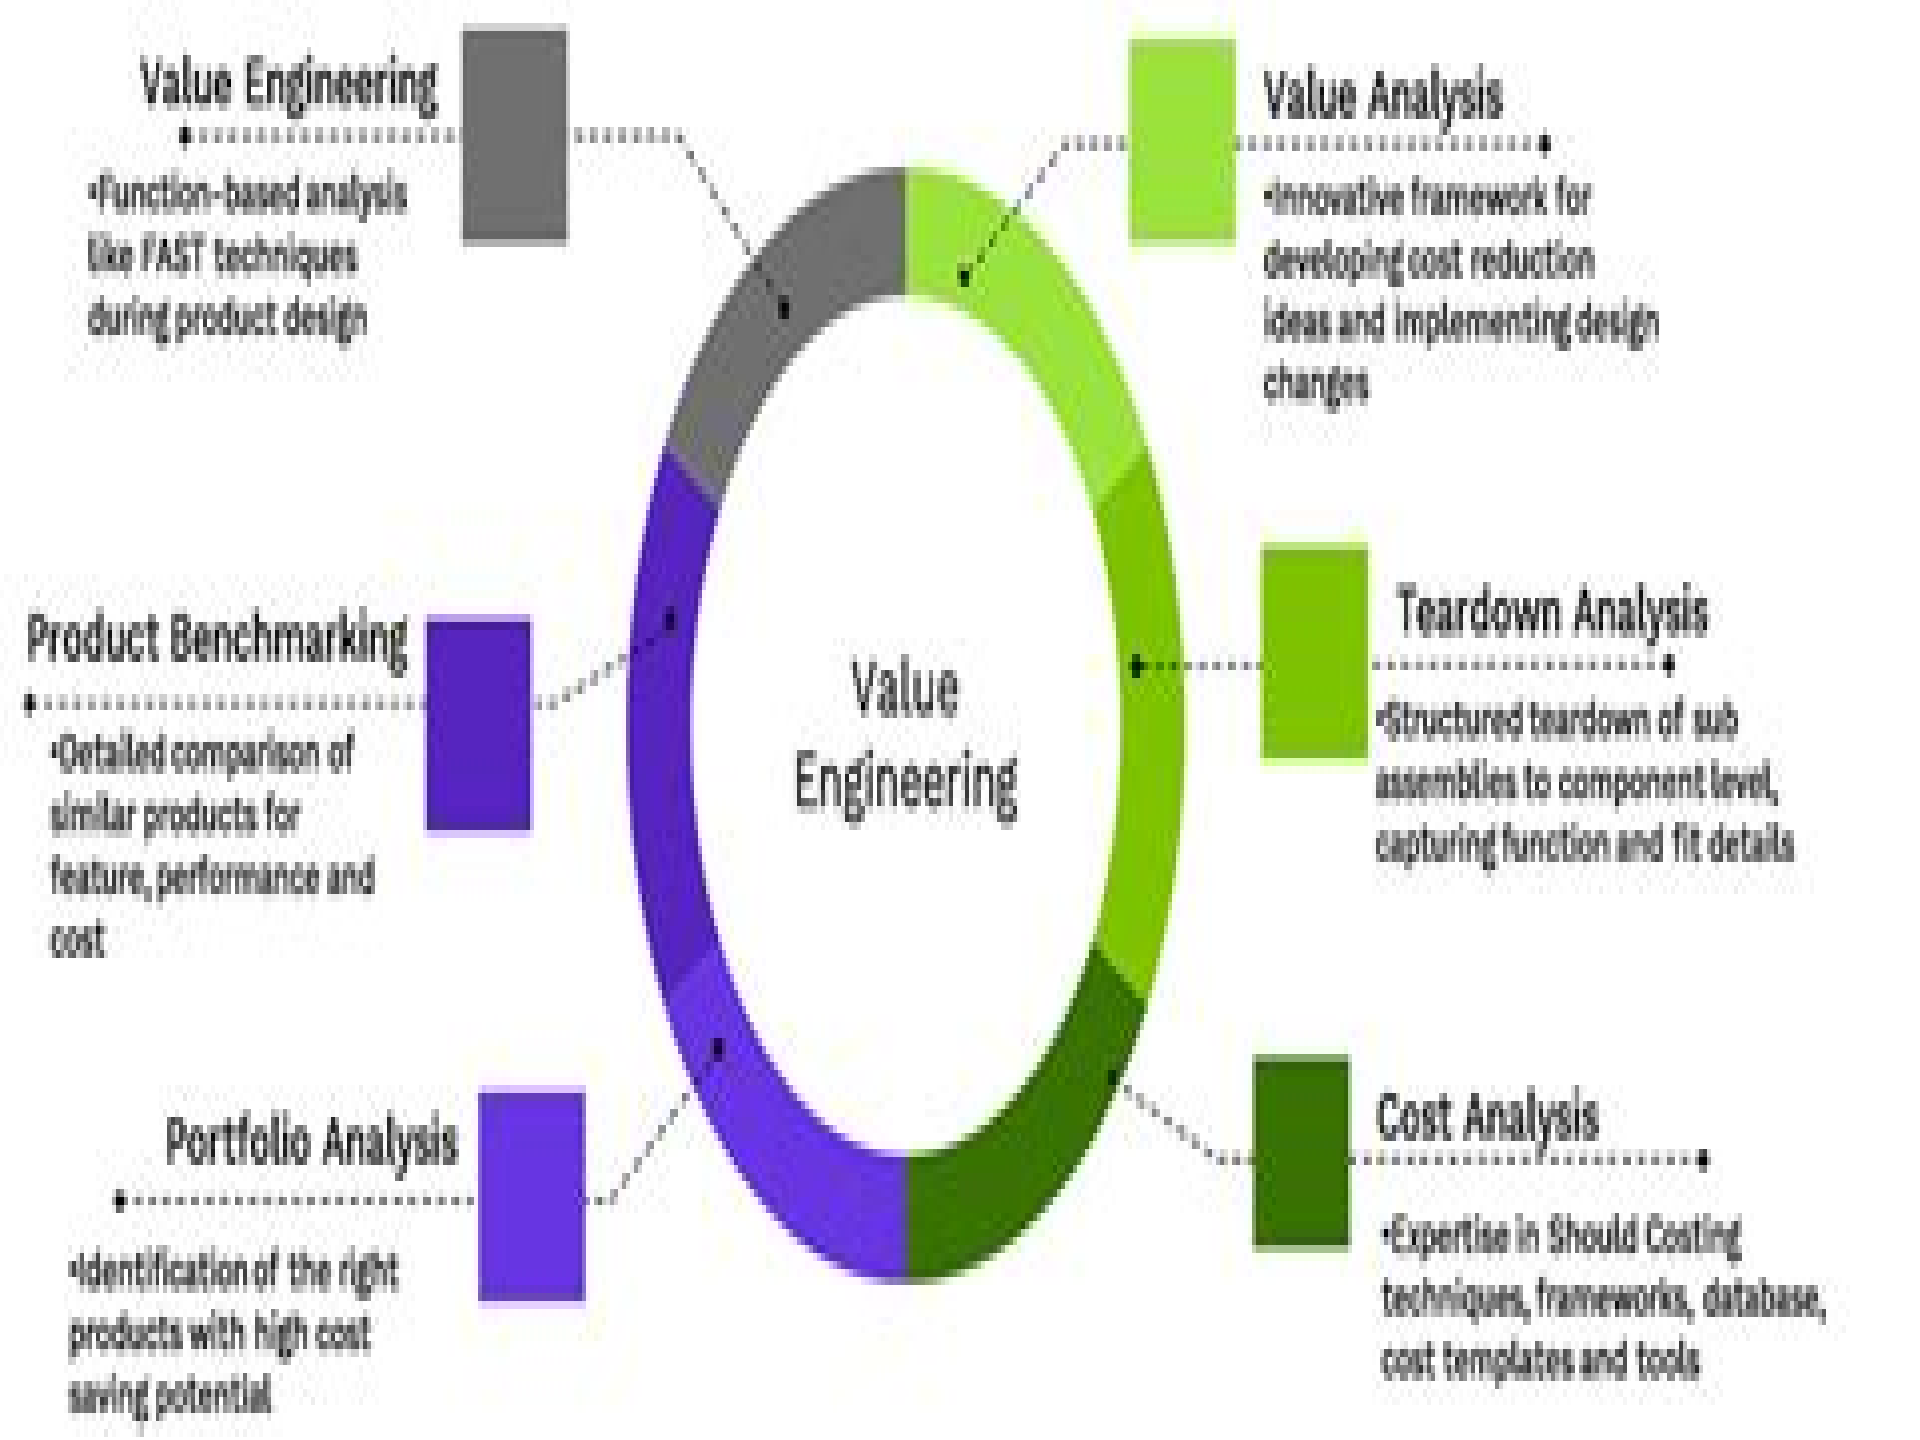 Value Engineering
•Function-based analysis
like FAST techniques
during product design
Value Analysis
•Innovative framework for
developing cost reduction
ideas and implementing design
changes
Product Benchmarking
•Detailed comparison of
similar products for
feature, performance and
cost
Value
Engineering
Teardown Analysis
•Structured teardown of sub
assemblies to component level,
capturing function and fit details
Portfolio Analysis
•Identification of the right
products with high cost
saving potential
Cost Analysis
•Expertise in Should Costing
techniques, frameworks, database,
cost templates and tools